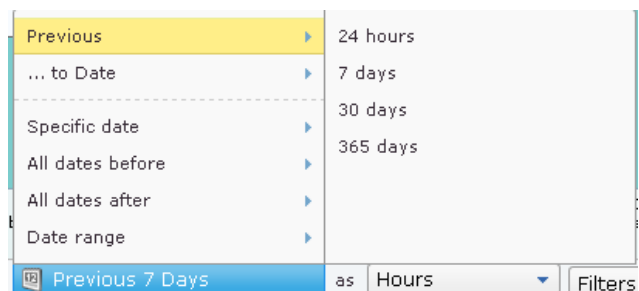 Previous
24 hours
... to Date
7 days
30 days
Specific date
365 days
All dates before
All dates after
Date range
Previous 7 Days as Hours Filters